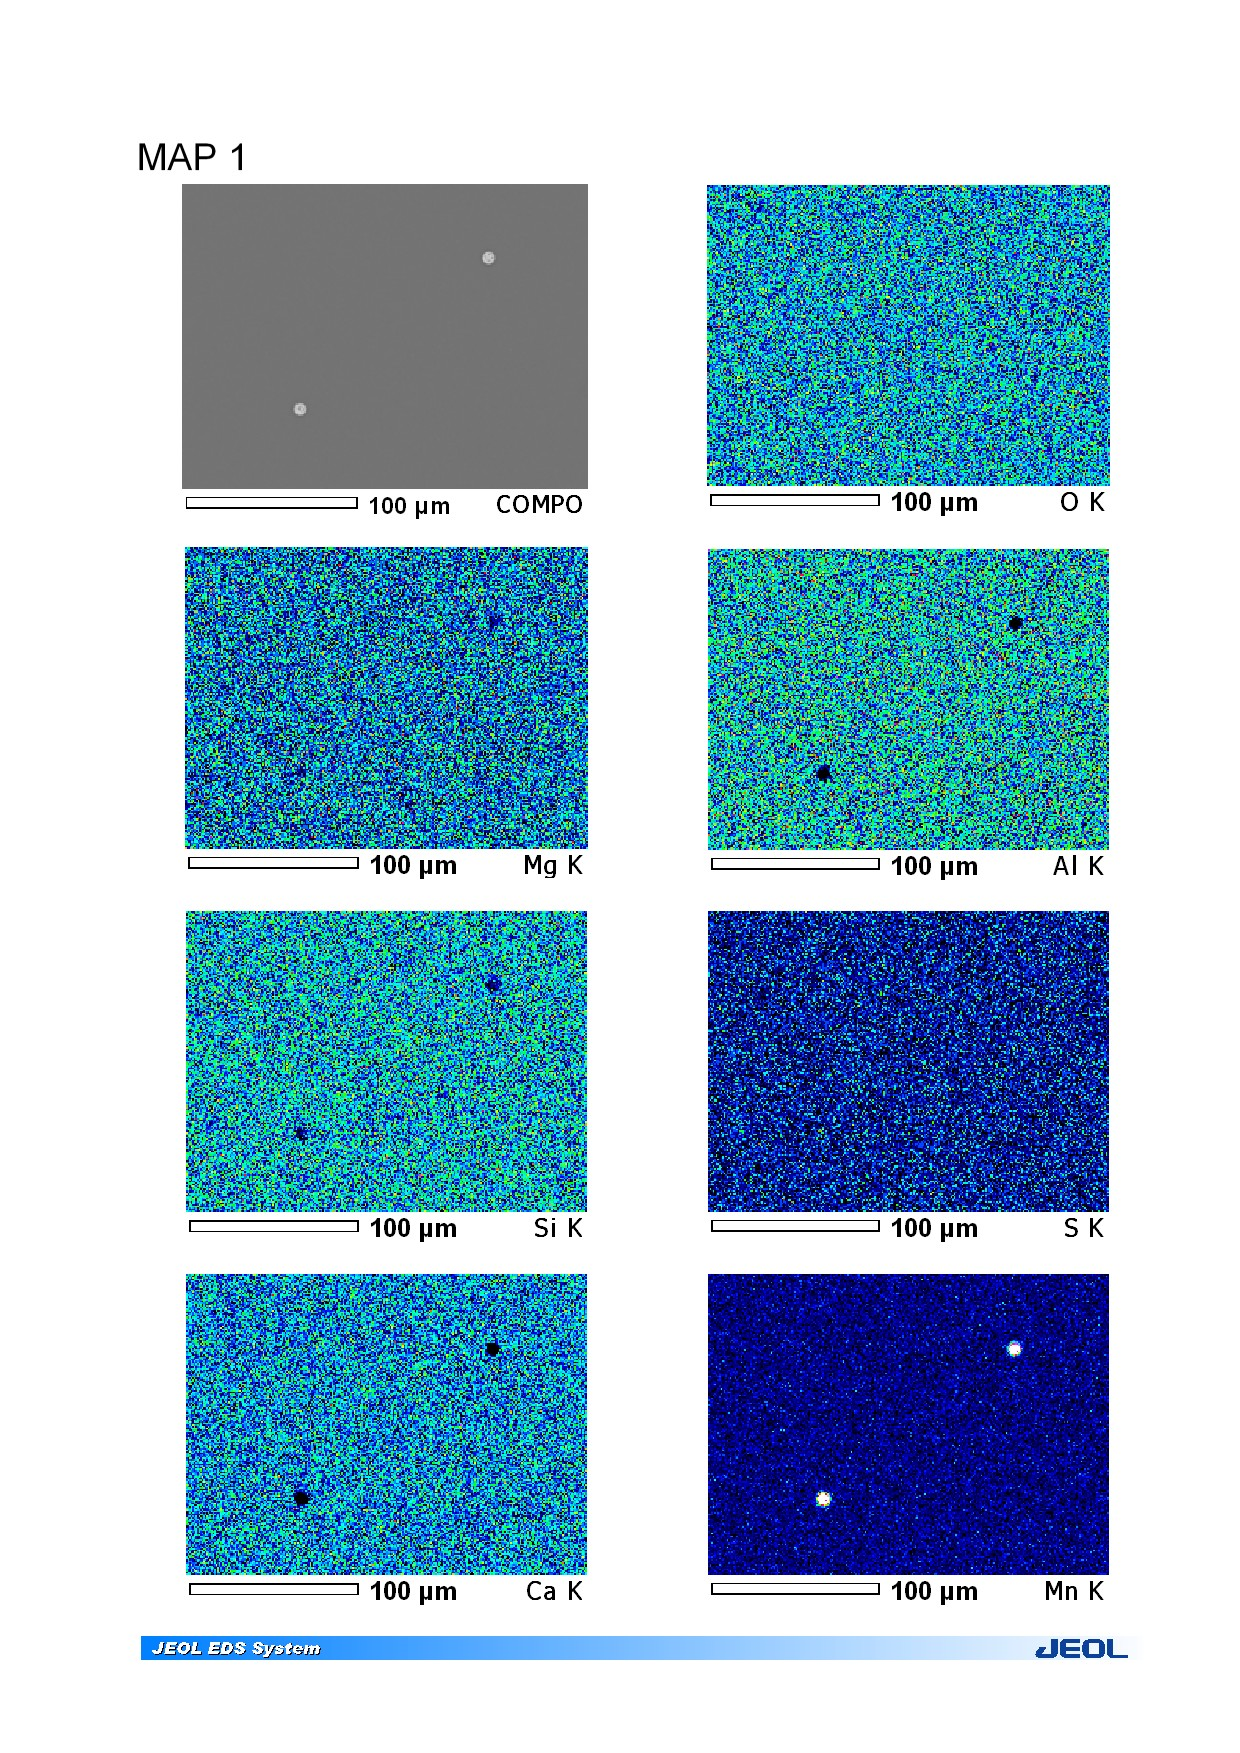 MAP 1
100 µm COMPO
100 µm O K
100 µm Mg K
100 µm Al K
100 µm Si K
100 µm S K
100 µm Ca K
100 µm Mn K
JEOL EDS System
JEOL